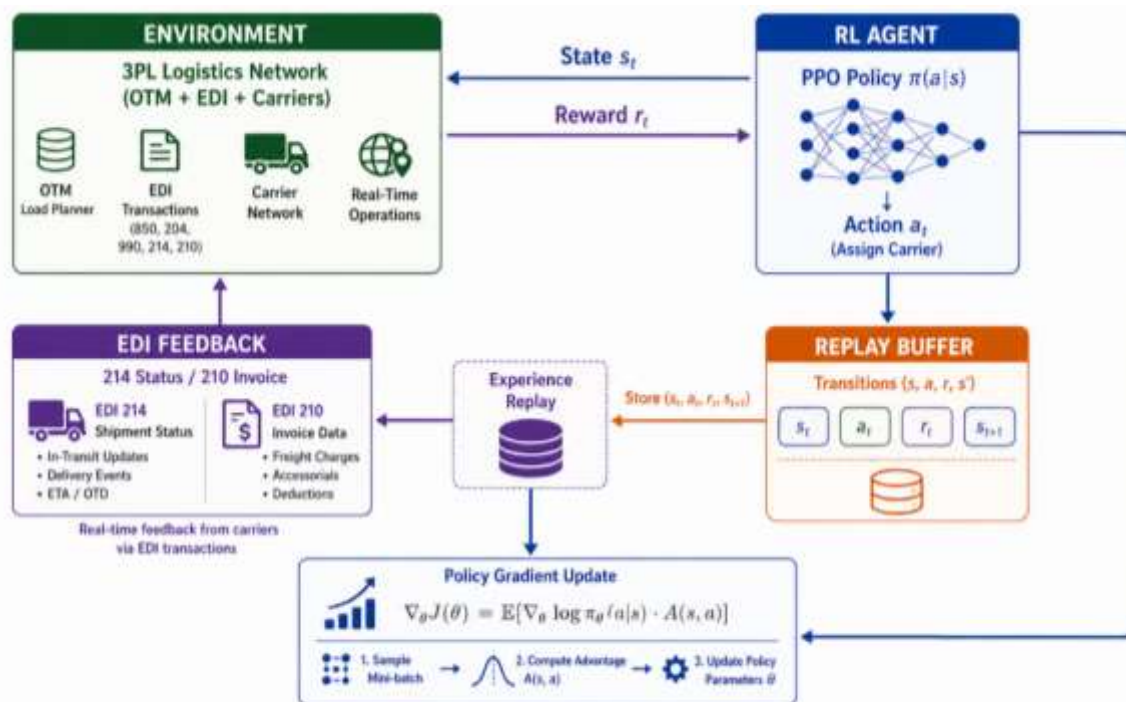 ENVIRONMENT
3PL Logistics Network
(OTM + EDI + Carriers)
OTM
Load Planner
EDI
Transactions
(850, 204,
990, 214, 210)
Carrier
Network
Real-Time
Operations
State s_t
Reward r_t
RL AGENT
PPO Policy π(a|s)
↓
Action a_t
(Assign Carrier)
EDI FEEDBACK
214 Status / 210 Invoice
EDI 214
Shipment Status
• In-Transit Updates
• Delivery Events
• ETA / OTD
EDI 210
Invoice Data
• Freight Charges
• Accessorials
• Deductions
$
Real-time feedback from carriers
via EDI transactions
Experience
Replay
Store (s_t, a_t, r_t, s_{t+1})
REPLAY BUFFER
Transitions (s, a, r, s')
s_t a_t r_t s_{t+1}
Policy Gradient Update
∇_θ J(θ) = 𝔼[∇_θ log π_θ (a|s) · A(s, a)]
1. Sample
Mini-batch
2. Compute Advantage
A(s, a)
3. Update Policy
Parameters θ